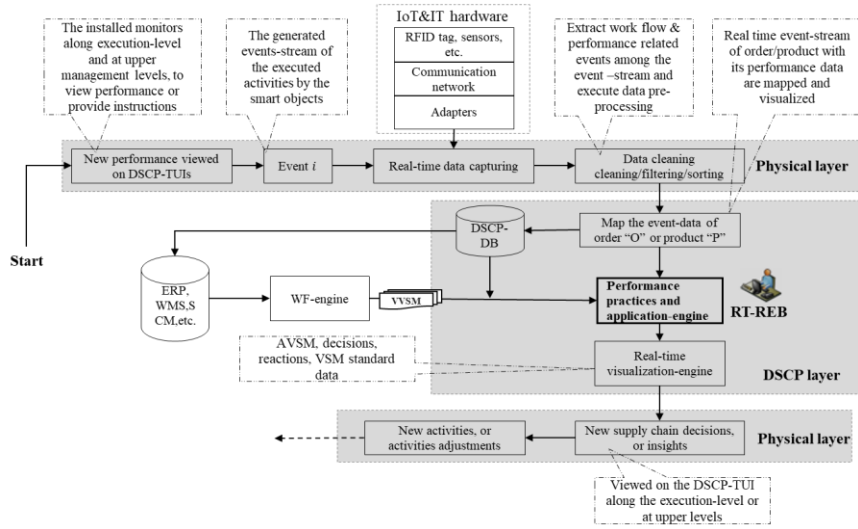 The installed monitors
along execution-level
and at upper
management levels, to
view performance or
provide instructions
The generated
events-stream of
the executed
activities by the
smart objects
IoT&IT hardware
RFID tag, sensors,
etc.
Communication
network
Adapters
Extract work flow &
performance related
events among the
event –stream and
execute data pre-
processing
Real time event-stream
of order/product with
its performance data
are mapped and
visualized
New performance viewed
on DSCP-TUIs
Event i
Real-time data capturing
Data cleaning
cleaning/filtering/sorting
Physical layer
Start
DSCP-
DB
Map the event-data of
order “O” or product “P”
ERP,
WMS,S
CM,etc.
WF-engine
VVSM
Performance
practices and
application-engine
RT-REB
AVSM, decisions,
reactions, VSM standard
data
Real-time
visualization-engine
DSCP layer
New activities, or
activities adjustments
New supply chain decisions,
or insights
Physical layer
Viewed on the DSCP-TUI
along the execution-level or
at upper levels